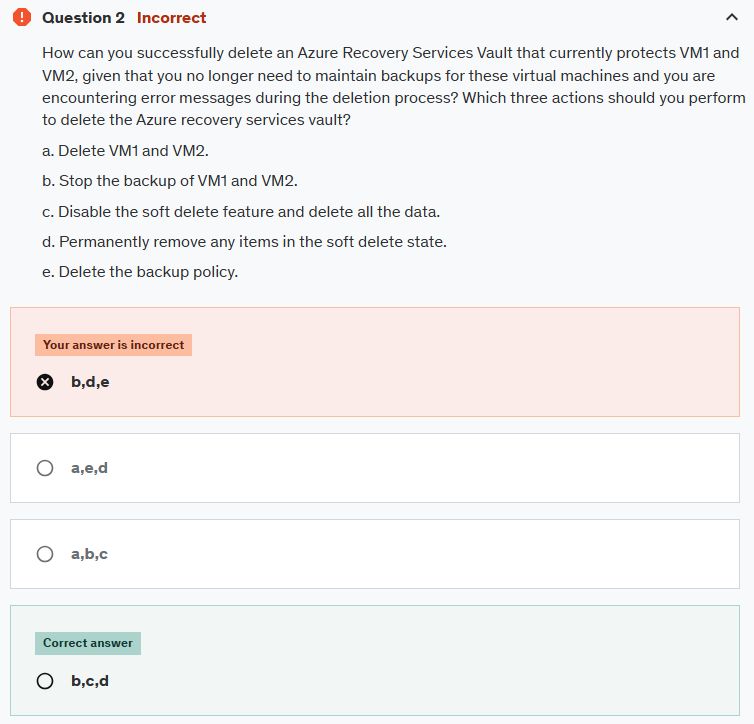 Question 2 Incorrect
How can you successfully delete an Azure Recovery Services Vault that currently protects VM1 and
VM2, given that you no longer need to maintain backups for these virtual machines and you are
encountering error messages during the deletion process? Which three actions should you perform
to delete the Azure recovery services vault?
a. Delete VM1 and VM2.
b. Stop the backup of VM1 and VM2.
c. Disable the soft delete feature and delete all the data.
d. Permanently remove any items in the soft delete state.
e. Delete the backup policy.
Your answer is incorrect
b,d,e
a,e,d
a,b,c
Correct answer
b,c,d